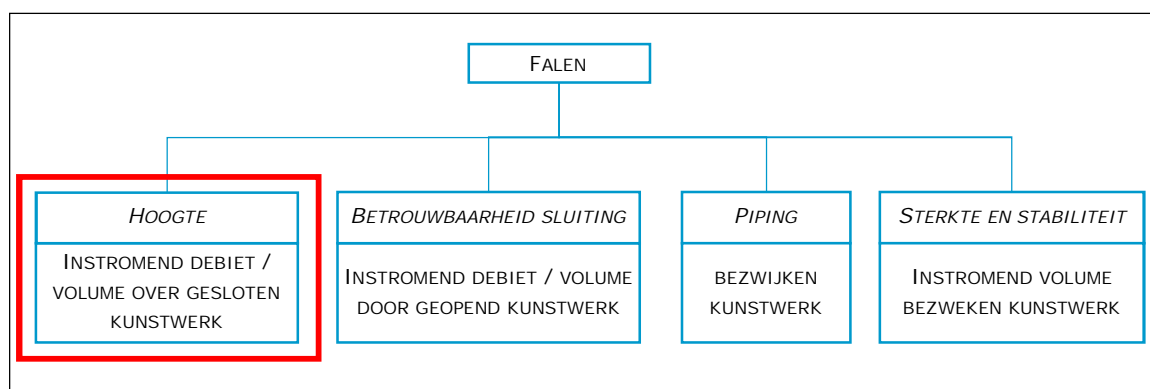 FALEN
HOOGTE
INSTROMEND DEBIET /
VOLUME OVER GESLOTEN
KUNSTWERK
BETROUWBAARHEID SLUITING
INSTROMEND DEBIET / VOLUME
DOOR GEOPEND KUNSTWERK
PIPING
BEZWIJKEN
KUNSTWERK
STERKTE EN STABILITEIT
INSTROMEND VOLUME
BEZWEKEN KUNSTWERK